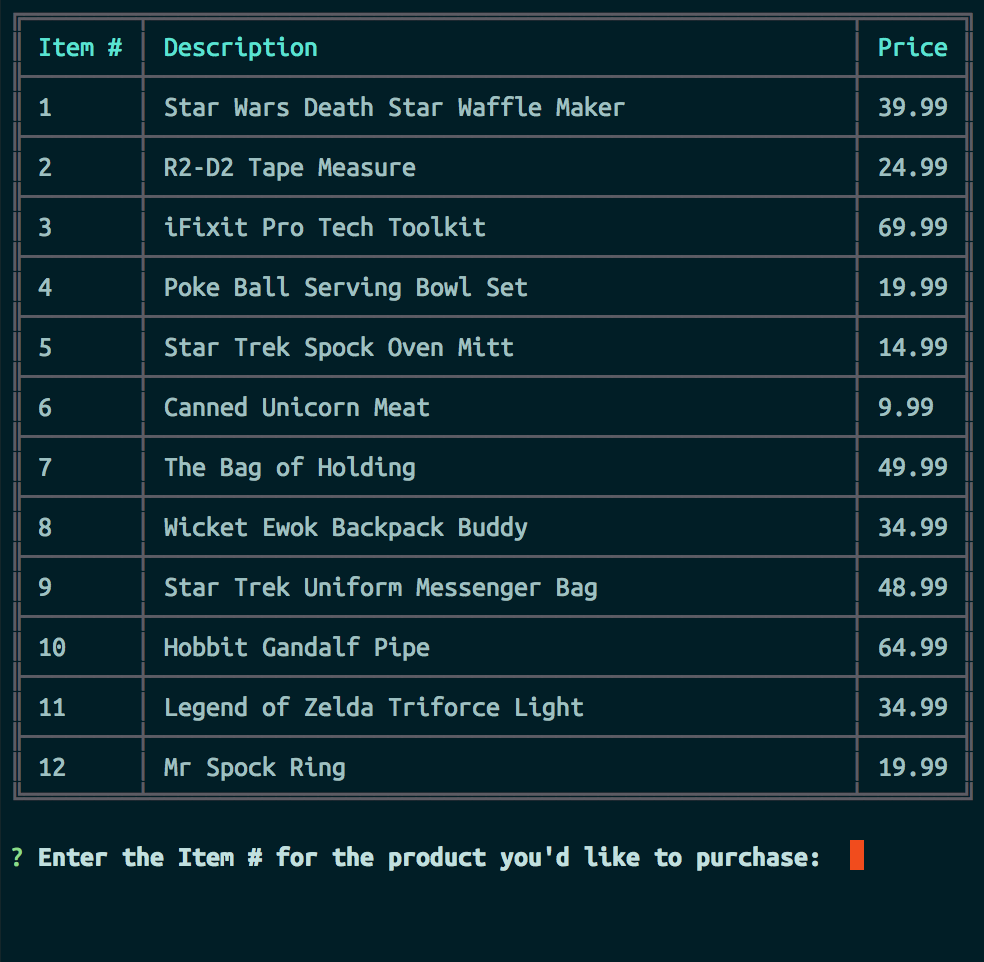 Item # Description Price
1 Star Wars Death Star Waffle Maker 39.99
2 R2-D2 Tape Measure 24.99
3 iFixit Pro Tech Toolkit 69.99
4 Poke Ball Serving Bowl Set 19.99
5 Star Trek Spock Oven Mitt 14.99
6 Canned Unicorn Meat 9.99
7 The Bag of Holding 49.99
8 Wicket Ewok Backpack Buddy 34.99
9 Star Trek Uniform Messenger Bag 48.99
10 Hobbit Gandalf Pipe 64.99
11 Legend of Zelda Triforce Light 34.99
12 Mr Spock Ring 19.99
? Enter the Item # for the product you'd like to purchase: